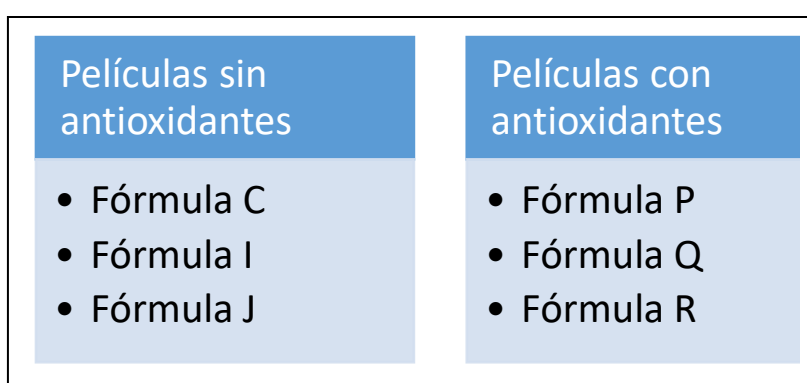 Películas sin
antioxidantes
• Fórmula C
• Fórmula I
• Fórmula J
Películas con
antioxidantes
• Fórmula P
• Fórmula Q
• Fórmula R